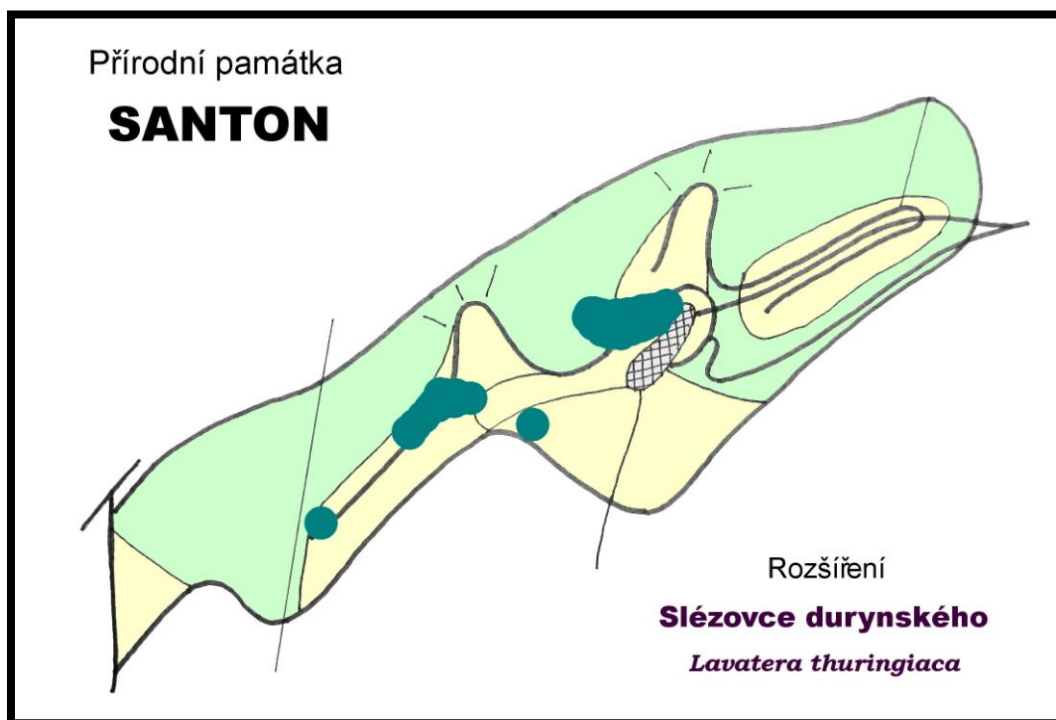 Přírodní památka
SANTON
Rozšíření
Slézovce durynského
Lavatera thuringiaca